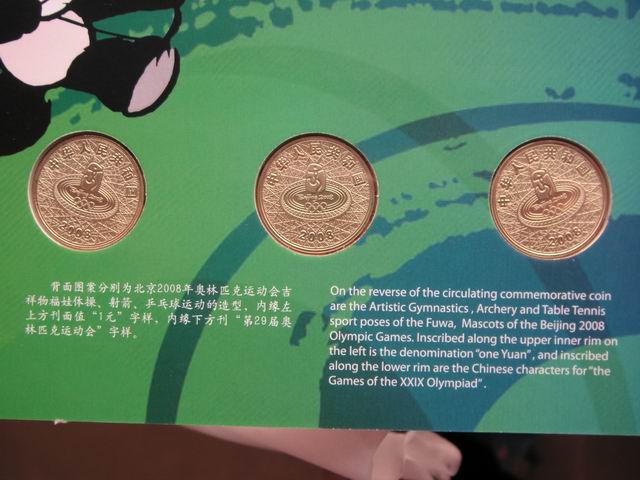 中华人民共和国
2008
中华人民共和国
Beijing 2008
2008
中华人民共和国
2008
背面图案分别为北京2008年奥林匹克运动会吉
祥物福娃体操、射箭、乒乓球运动的造型，内缘左
上方刊面值“1元”字样，内缘下方刊“第29届奥
林匹克运动会”字样。
On the reverse of the circulating commemorative coin
are the Artistic Gymnastics , Archery and Table Tennis
sport poses of the Fuwa, Mascots of the Beijing 2008
Olympic Games. Inscribed along the upper inner rim on
the left is the denomination “one Yuan”, and inscribed
along the lower rim are the Chinese characters for “the
Games of the XXIX Olympiad” .